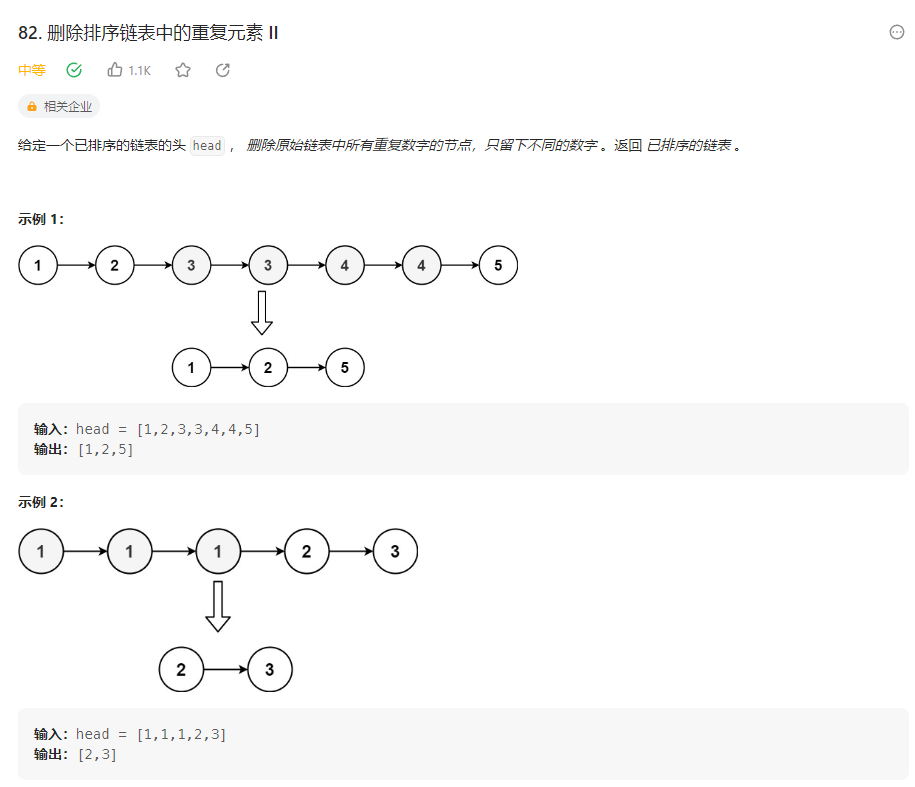 82. 删除排序链表中的重复元素 II
中等 1.1K
相关企业
给定一个已排序的链表的头 head ， 删除原始链表中所有重复数字的节点，只留下不同的数字 。返回 已排序的链表 。
示例 1：
1 2 3 3 4 4 5
1 2 5
输入：head = [1,2,3,3,4,4,5]
输出：[1,2,5]
示例 2：
1 1 1 2 3
2 3
输入：head = [1,1,1,2,3]
输出：[2,3]